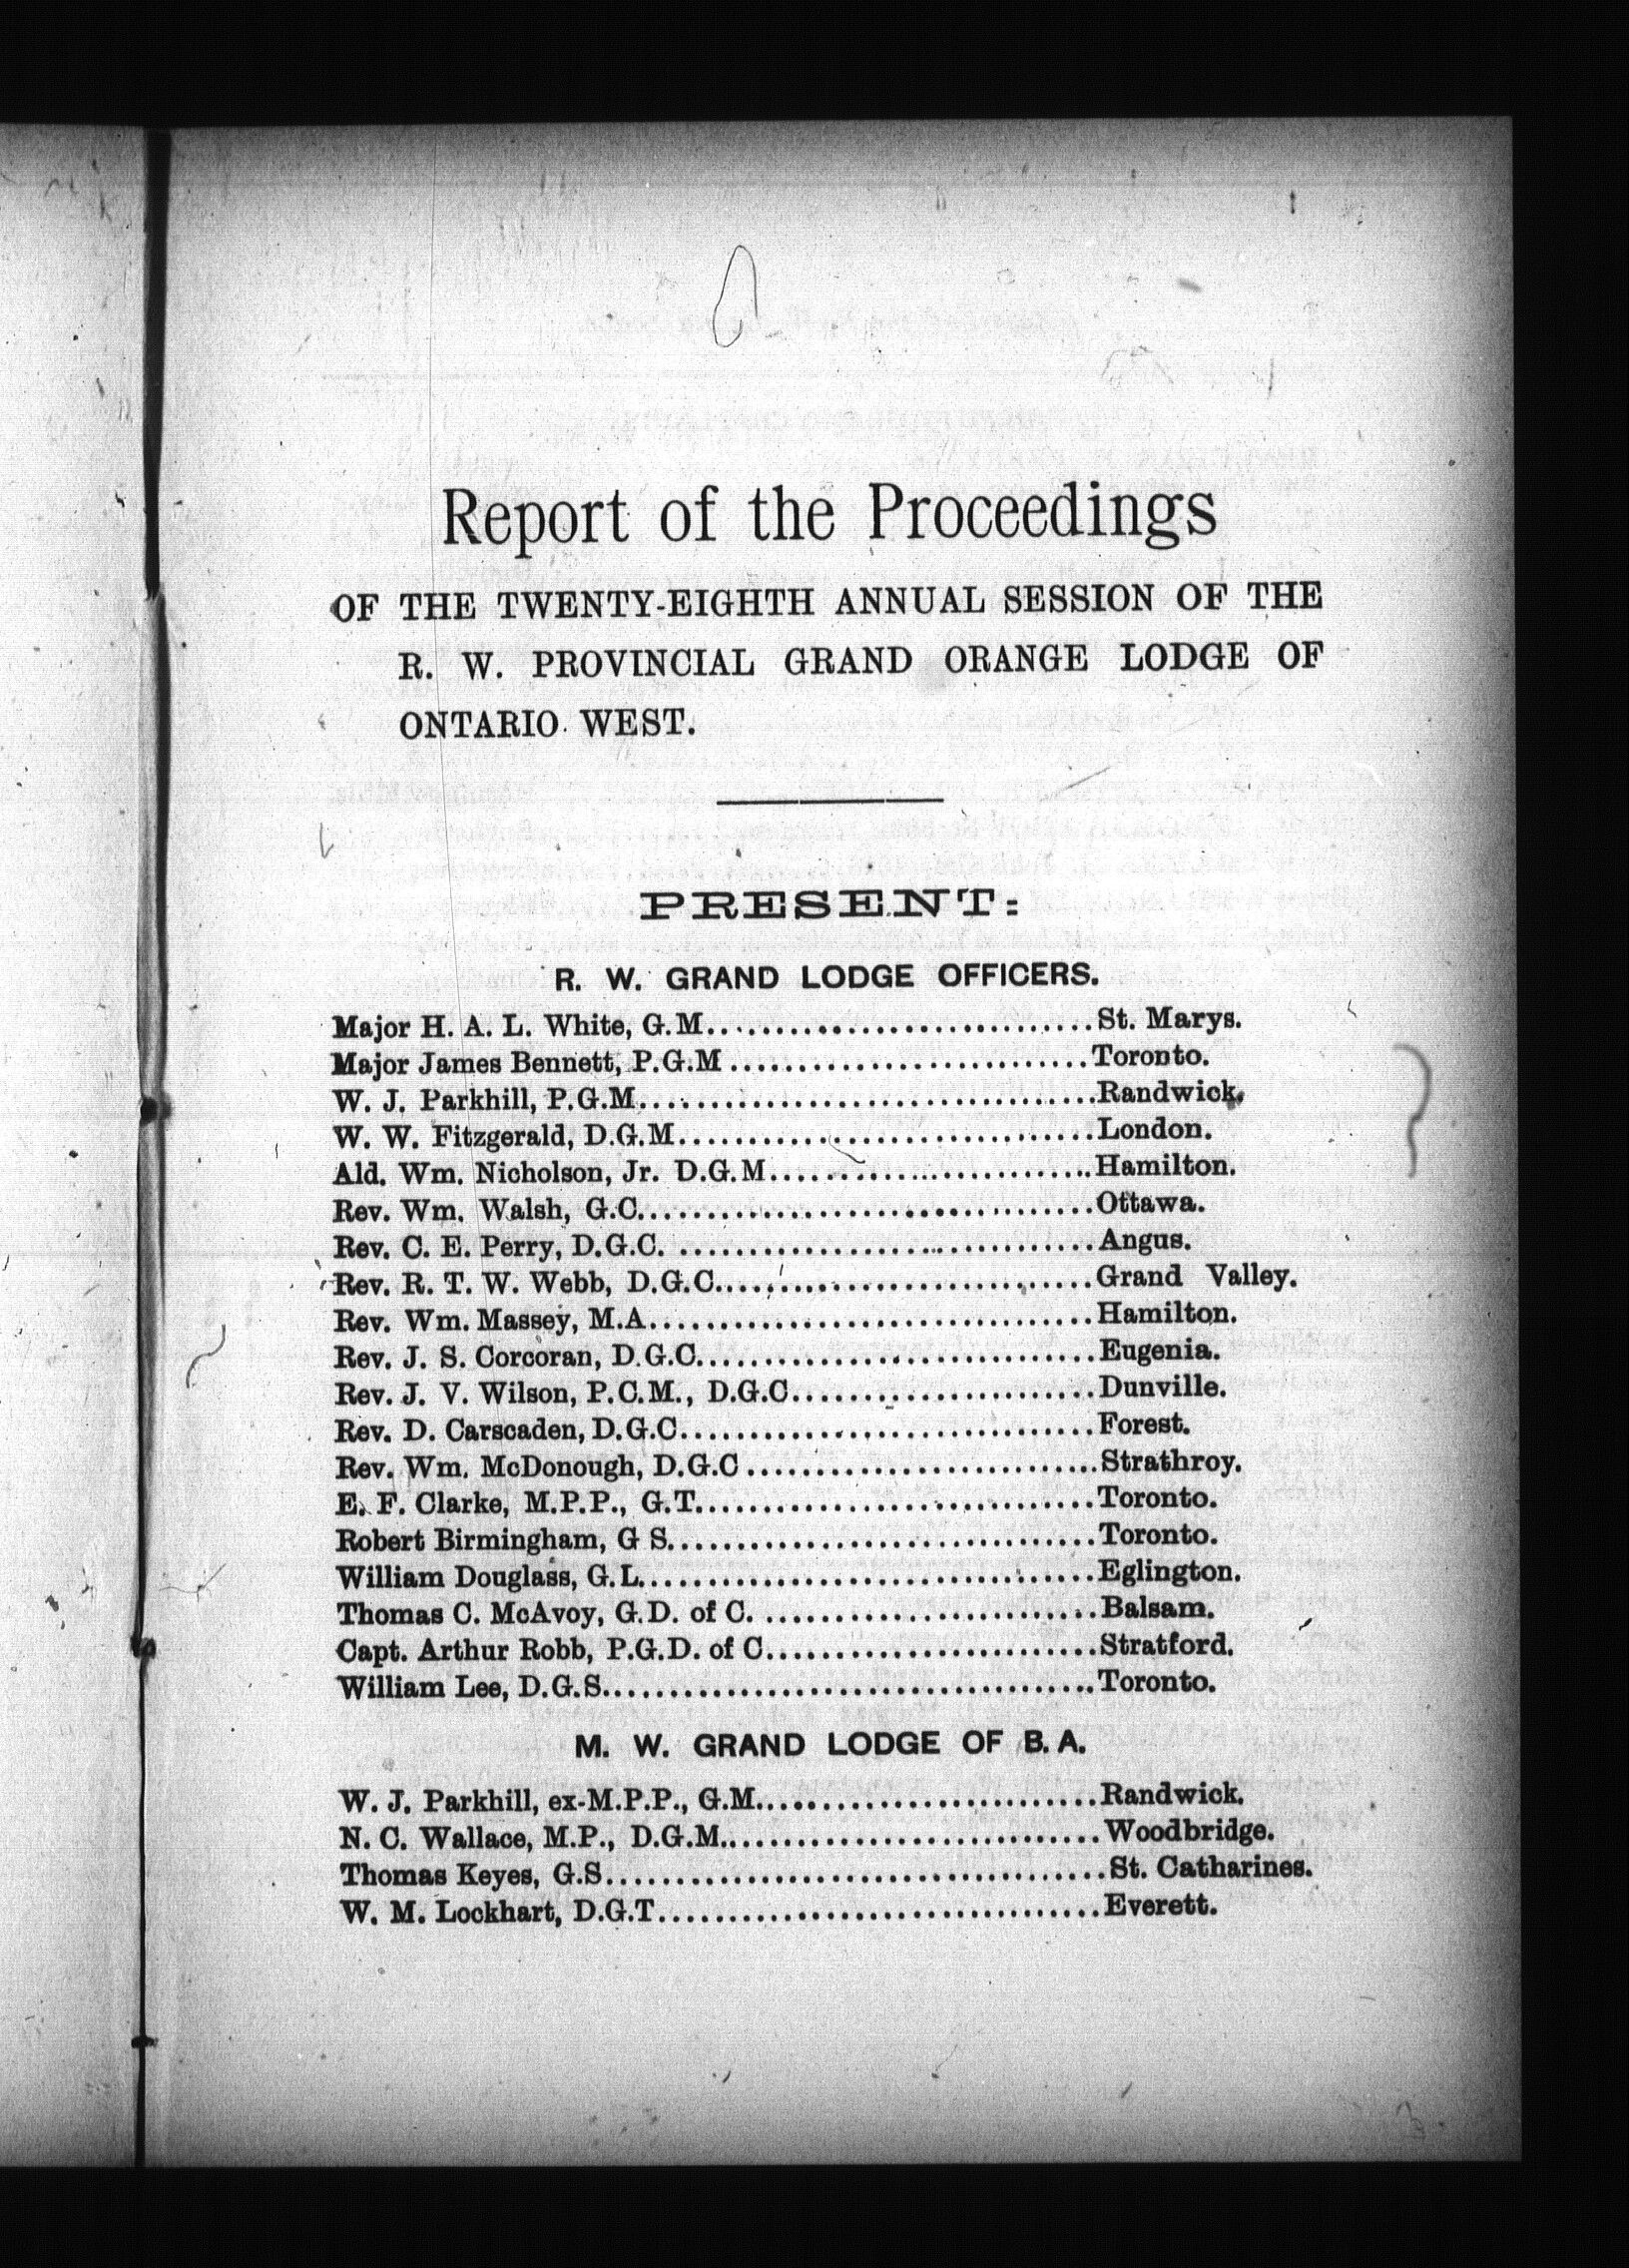 Report of the Proceedings
OF THE TWENTY-EIGHTH ANNUAL SESSION OF THE
R. W. PROVINCIAL GRAND ORANGE LODGE OF
ONTARIO WEST.
PRESENT:
R. W. GRAND LODGE OFFICERS.
Major H. A. L. White, G.M..............................St. Marys.
Major James Bennett, P.G.M..........................Toronto.
W. J. Parkhill, P.G.M.................................Randwick.
W. W. Fitzgerald, D.G.M..............................London.
Ald. Wm. Nicholson, Jr. D.G.M........................Hamilton.
Rev. Wm. Walsh, G.C.................................Ottawa.
Rev. C. E. Perry, D.G.C. ..............................Angus.
Rev. R. T. W. Webb, D.G.C...........................Grand Valley.
Rev. Wm. Massey, M.A................................Hamilton.
Rev. J. S. Corcoran, D.G.C.............................Eugenia.
Rev. J. V. Wilson, P.C.M., D.G.C......................Dunville.
Rev. D. Carscaden, D.G.C..............................Forest.
Rev. Wm. McDonough, D.G.C..........................Strathroy.
E. F. Clarke, M.P.P., G.T.............................Toronto.
Robert Birmingham, G S...............................Toronto.
William Douglass, G.L.................................Eglington.
Thomas C. McAvoy, G.D. of C. ........................Balsam.
Capt. Arthur Robb, P.G.D. of C........................Stratford.
William Lee, D.G.S....................................Toronto.
M. W. GRAND LODGE OF B. A.
W. J. Parkhill, ex-M.P.P., G.M.........................Randwick.
N. C. Wallace, M.P., D.G.M............................Woodbridge.
Thomas Keyes, G.S....................................St. Catharines.
W. M. Lockhart, D.G.T................................Everett.